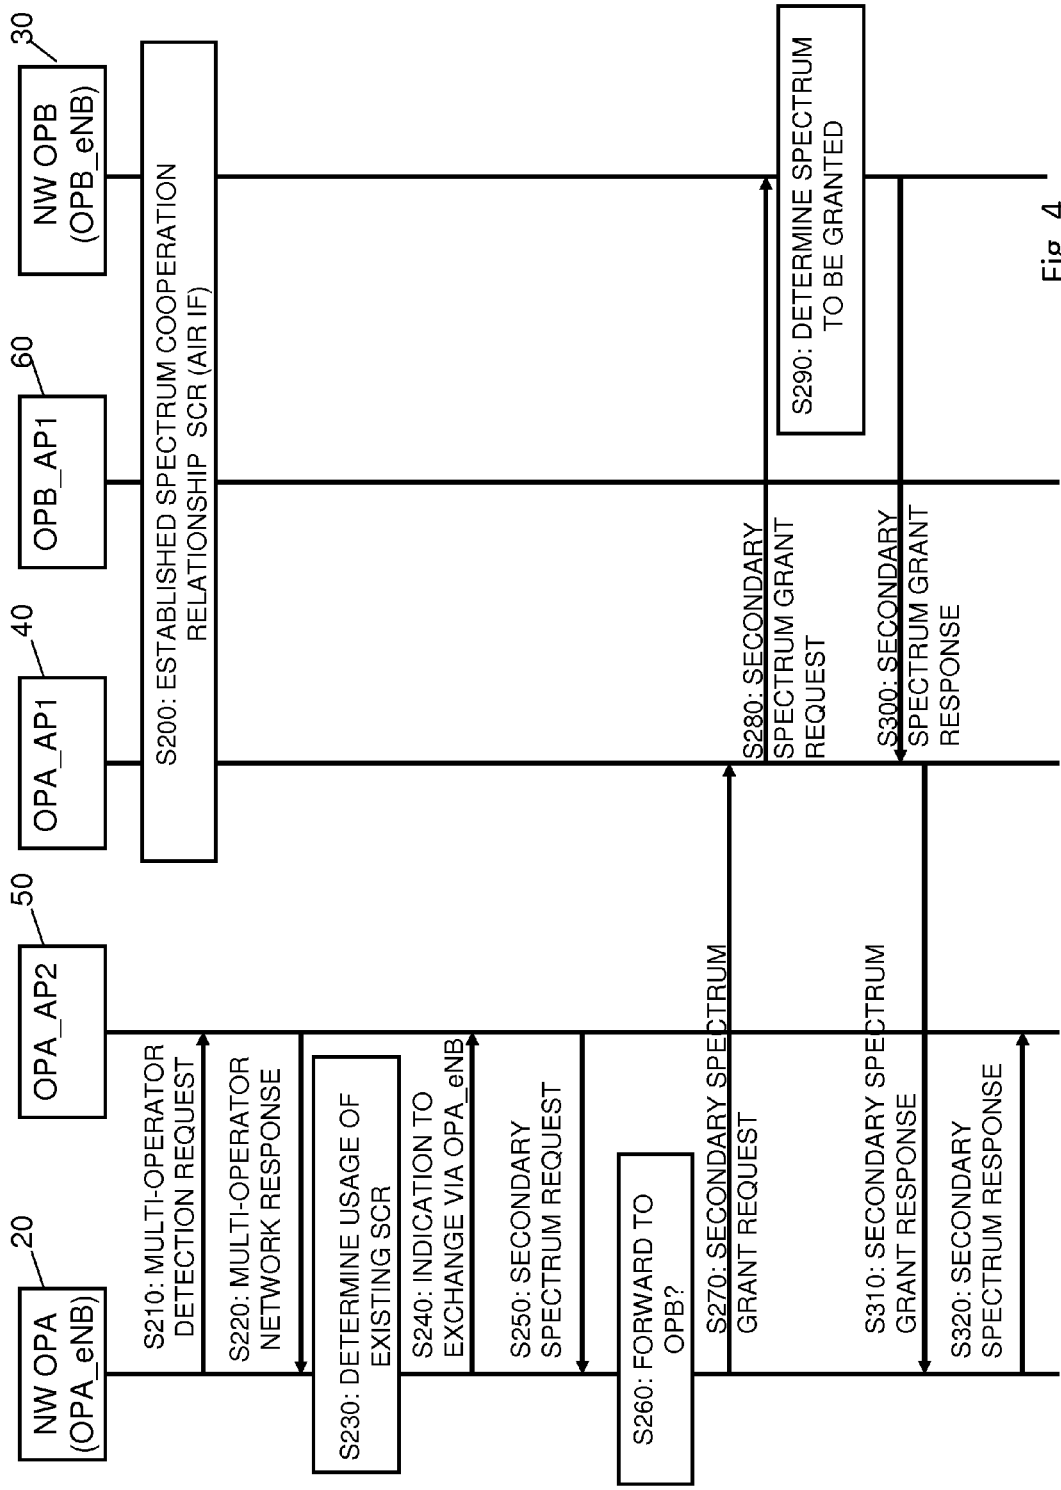 NW OPA
(OPA_eNB)
20
OPA_AP2
50
OPA_AP1
40
OPB_AP1
60
NW OPB
(OPB_eNB)
30
S200: ESTABLISHED SPECTRUM COOPERATION
RELATIONSHIP SCR (AIR IF)
S210: MULTI-OPERATOR
DETECTION REQUEST
S220: MULTI-OPERATOR
NETWORK RESPONSE
S230: DETERMINE USAGE OF
EXISTING SCR
S240: INDICATION TO
EXCHANGE VIA OPA_eNB
S250: SECONDARY
SPECTRUM REQUEST
S260: FORWARD TO
OPB?
S270: SECONDARY SPECTRUM
GRANT REQUEST
S280: SECONDARY
SPECTRUM GRANT
REQUEST
S290: DETERMINE SPECTRUM
TO BE GRANTED
S300: SECONDARY
SPECTRUM GRANT
RESPONSE
S310: SECONDARY SPECTRUM
GRANT RESPONSE
S320: SECONDARY
SPECTRUM RESPONSE
Fig. 4